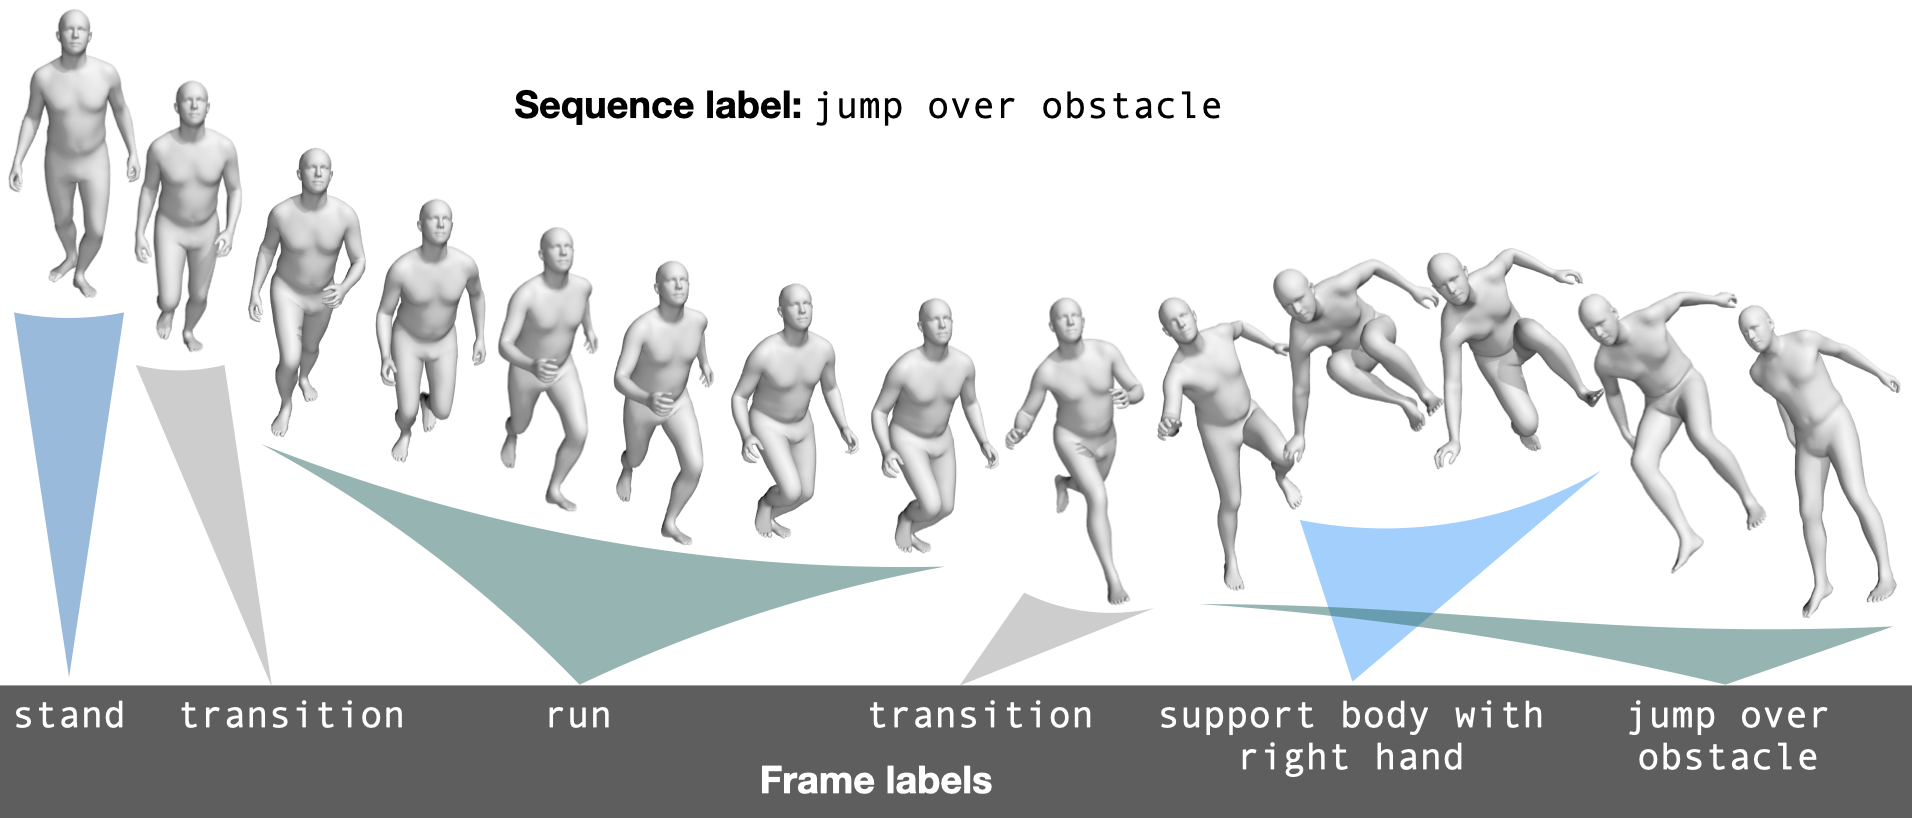 Sequence label: jump over obstacle
stand
transition
run
transition
support body with
right hand
jump over
obstacle
Frame labels